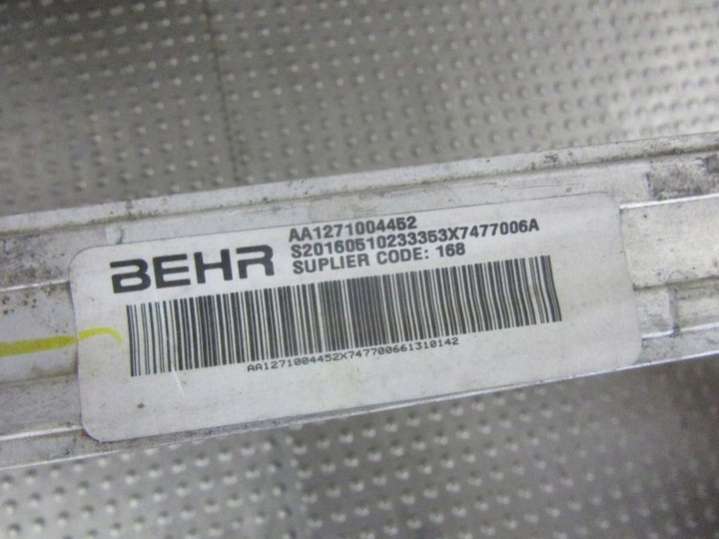 BEHR
AA1271004452
S20160510233353X7477006A
SUPLIER CODE: 168
AA1271004452X747700661310142